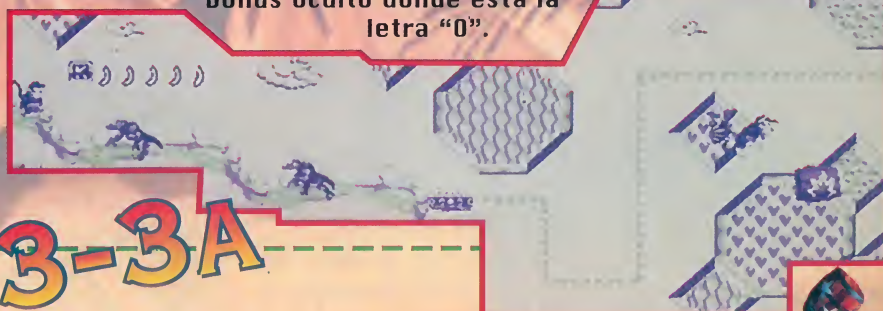 bonus oculto donde está la
letra “O”.
3-3A